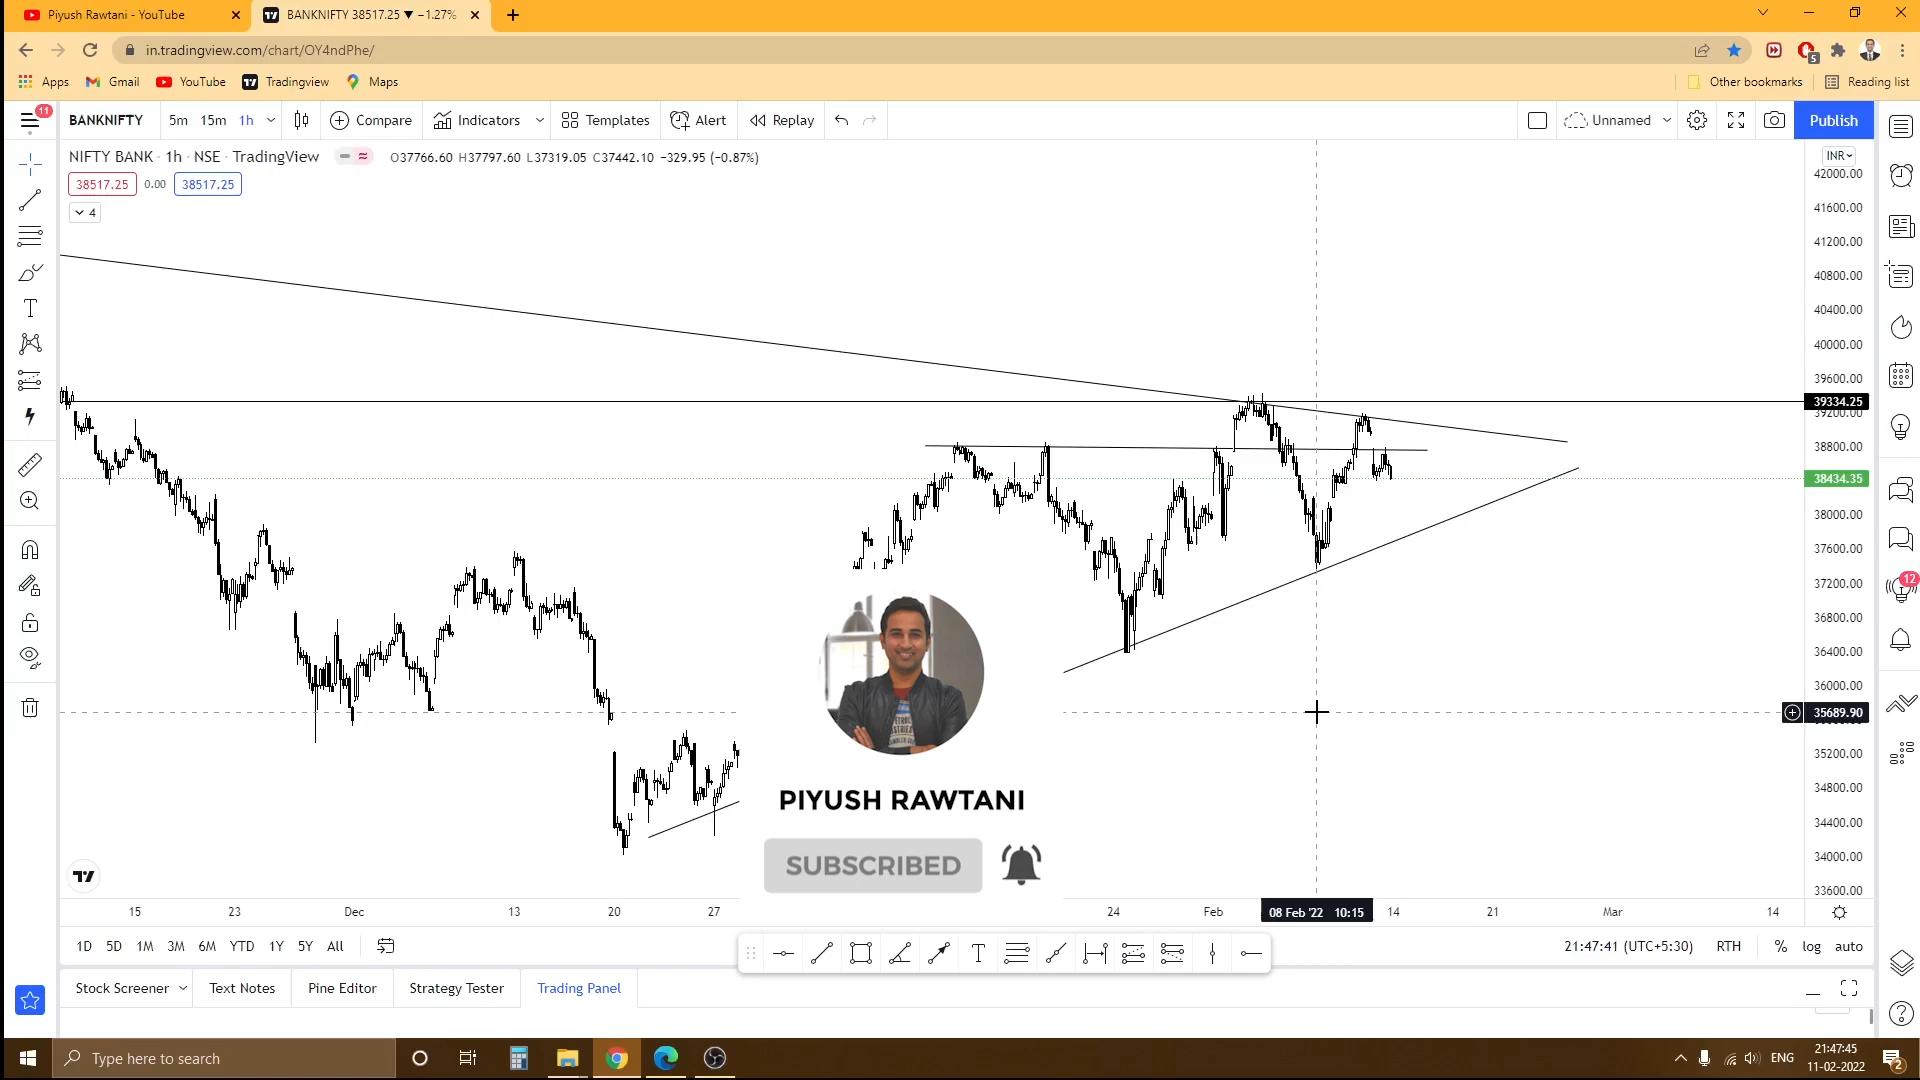 Piyush Rawtani - YouTube
BANKNIFTY 38517.25 ▼ −1.27%
in.tradingview.com/chart/OY4ndPhe/
5
Apps
Gmail
YouTube
Tradingview
Maps
Other bookmarks
Reading list
11
BANKNIFTY
5m
15m
1h
Compare
Indicators
Templates
Alert
Replay
Unnamed
Publish
NIFTY BANK · 1h · NSE · TradingView
O37766.60 H37797.60 L37319.05 C37442.10 −329.95 (−0.87%)
INR
38517.25
0.00
38517.25
4
42000.00
41600.00
41200.00
40800.00
40400.00
40000.00
39600.00
39334.25
39200.00
38800.00
38434.35
38000.00
37600.00
37200.00
36800.00
36400.00
36000.00
35689.90
35200.00
34800.00
34400.00
34000.00
33600.00
12
PIYUSH RAWTANI
SUBSCRIBED
15
23
Dec
13
20
27
24
Feb
08 Feb '22 10:15
14
21
Mar
14
1D
5D
1M
3M
6M
YTD
1Y
5Y
All
T
21:47:41 (UTC+5:30)
RTH
%
log
auto
Stock Screener
Text Notes
Pine Editor
Strategy Tester
Trading Panel
Type here to search
ENG
21:47:45
11-02-2022
2